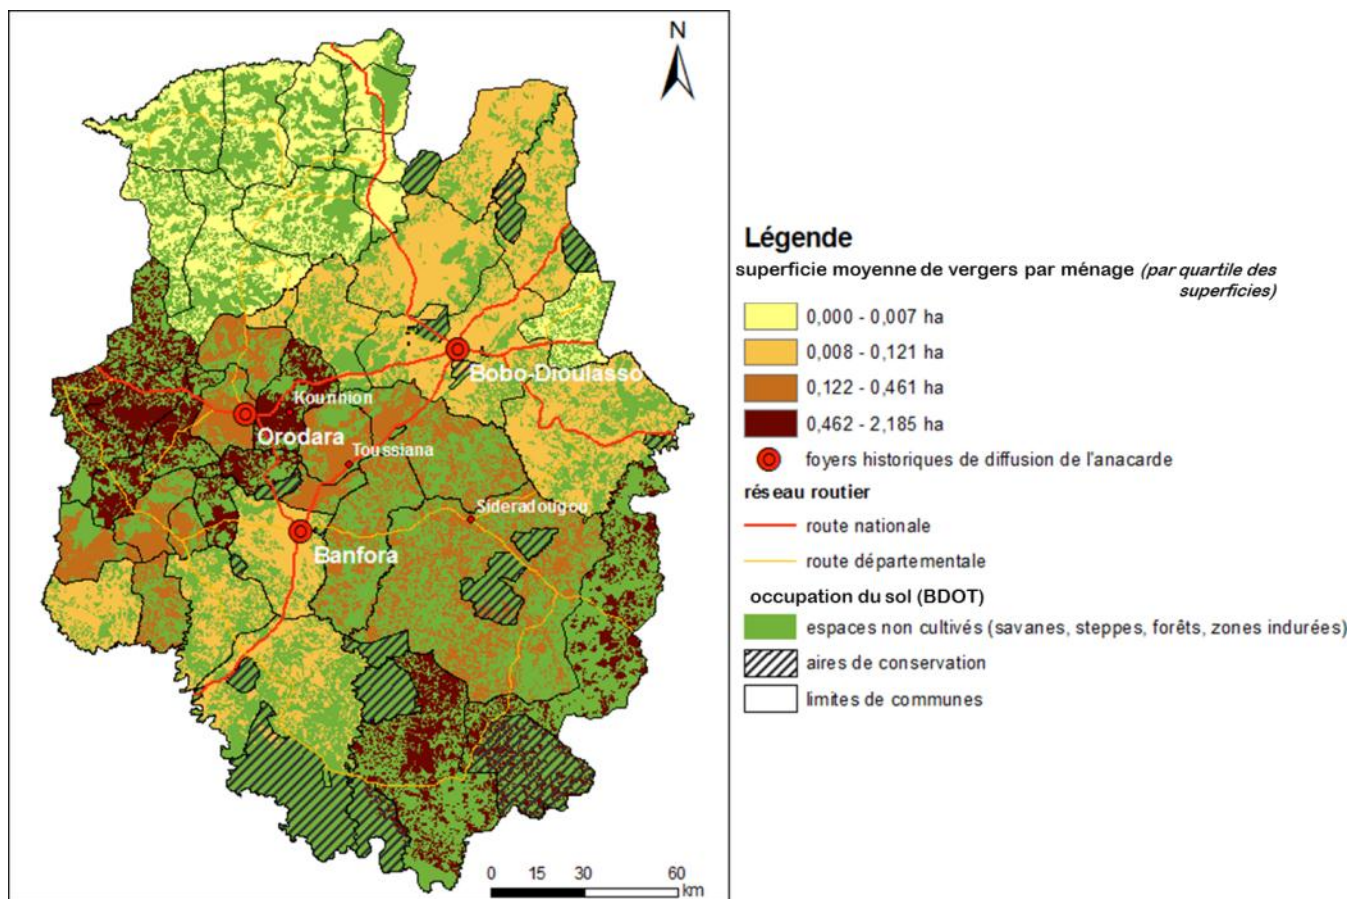 N
Bobo-Dioulasso
Kourinion
Orodara
Toussiana
Sideradougou
Banfora
0 15 30 60
km
Légende
superficie moyenne de vergers par ménage (par quartile des
superficies)
0,000 - 0,007 ha
0,008 - 0,121 ha
0,122 - 0,461 ha
0,462 - 2,185 ha
foyers historiques de diffusion de l'anacarde
réseau routier
route nationale
route départementale
occupation du sol (BDOT)
espaces non cultivés (savanes, steppes, forêts, zones indurées)
aires de conservation
limites de communes